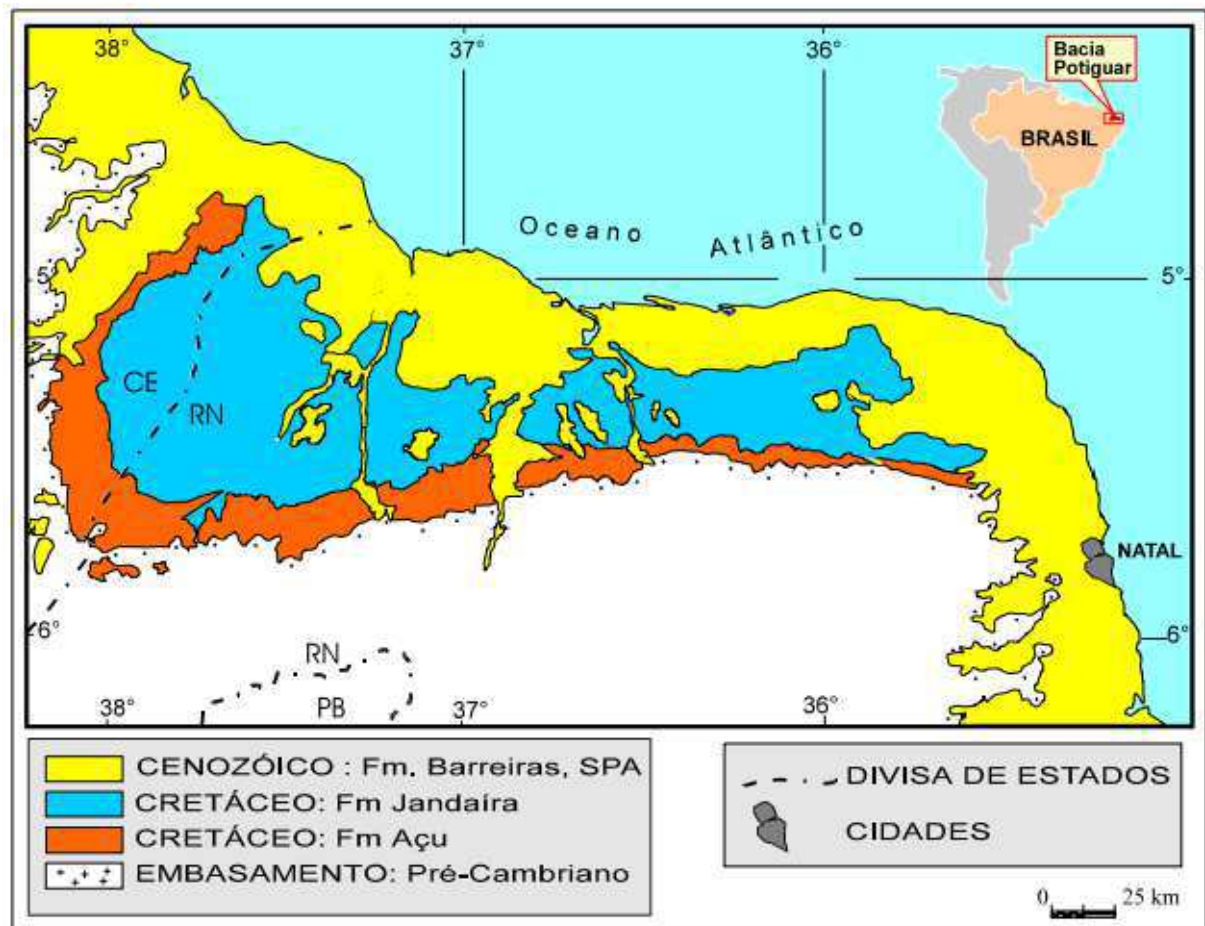 38°
37°
36°
Bacia
Potiguar
BRASIL
Oceano Atlântico
5°
5°
CE
RN
NATAL
6°
6°
RN
PB
38°
37°
36°
CENOZÓICO : Fm. Barreiras, SPA
CRETÁCEO: Fm Jandaíra
CRETÁCEO: Fm Açu
EMBASAMENTO: Pré-Cambriano
DIVISA DE ESTADOS
CIDADES
0 25 km